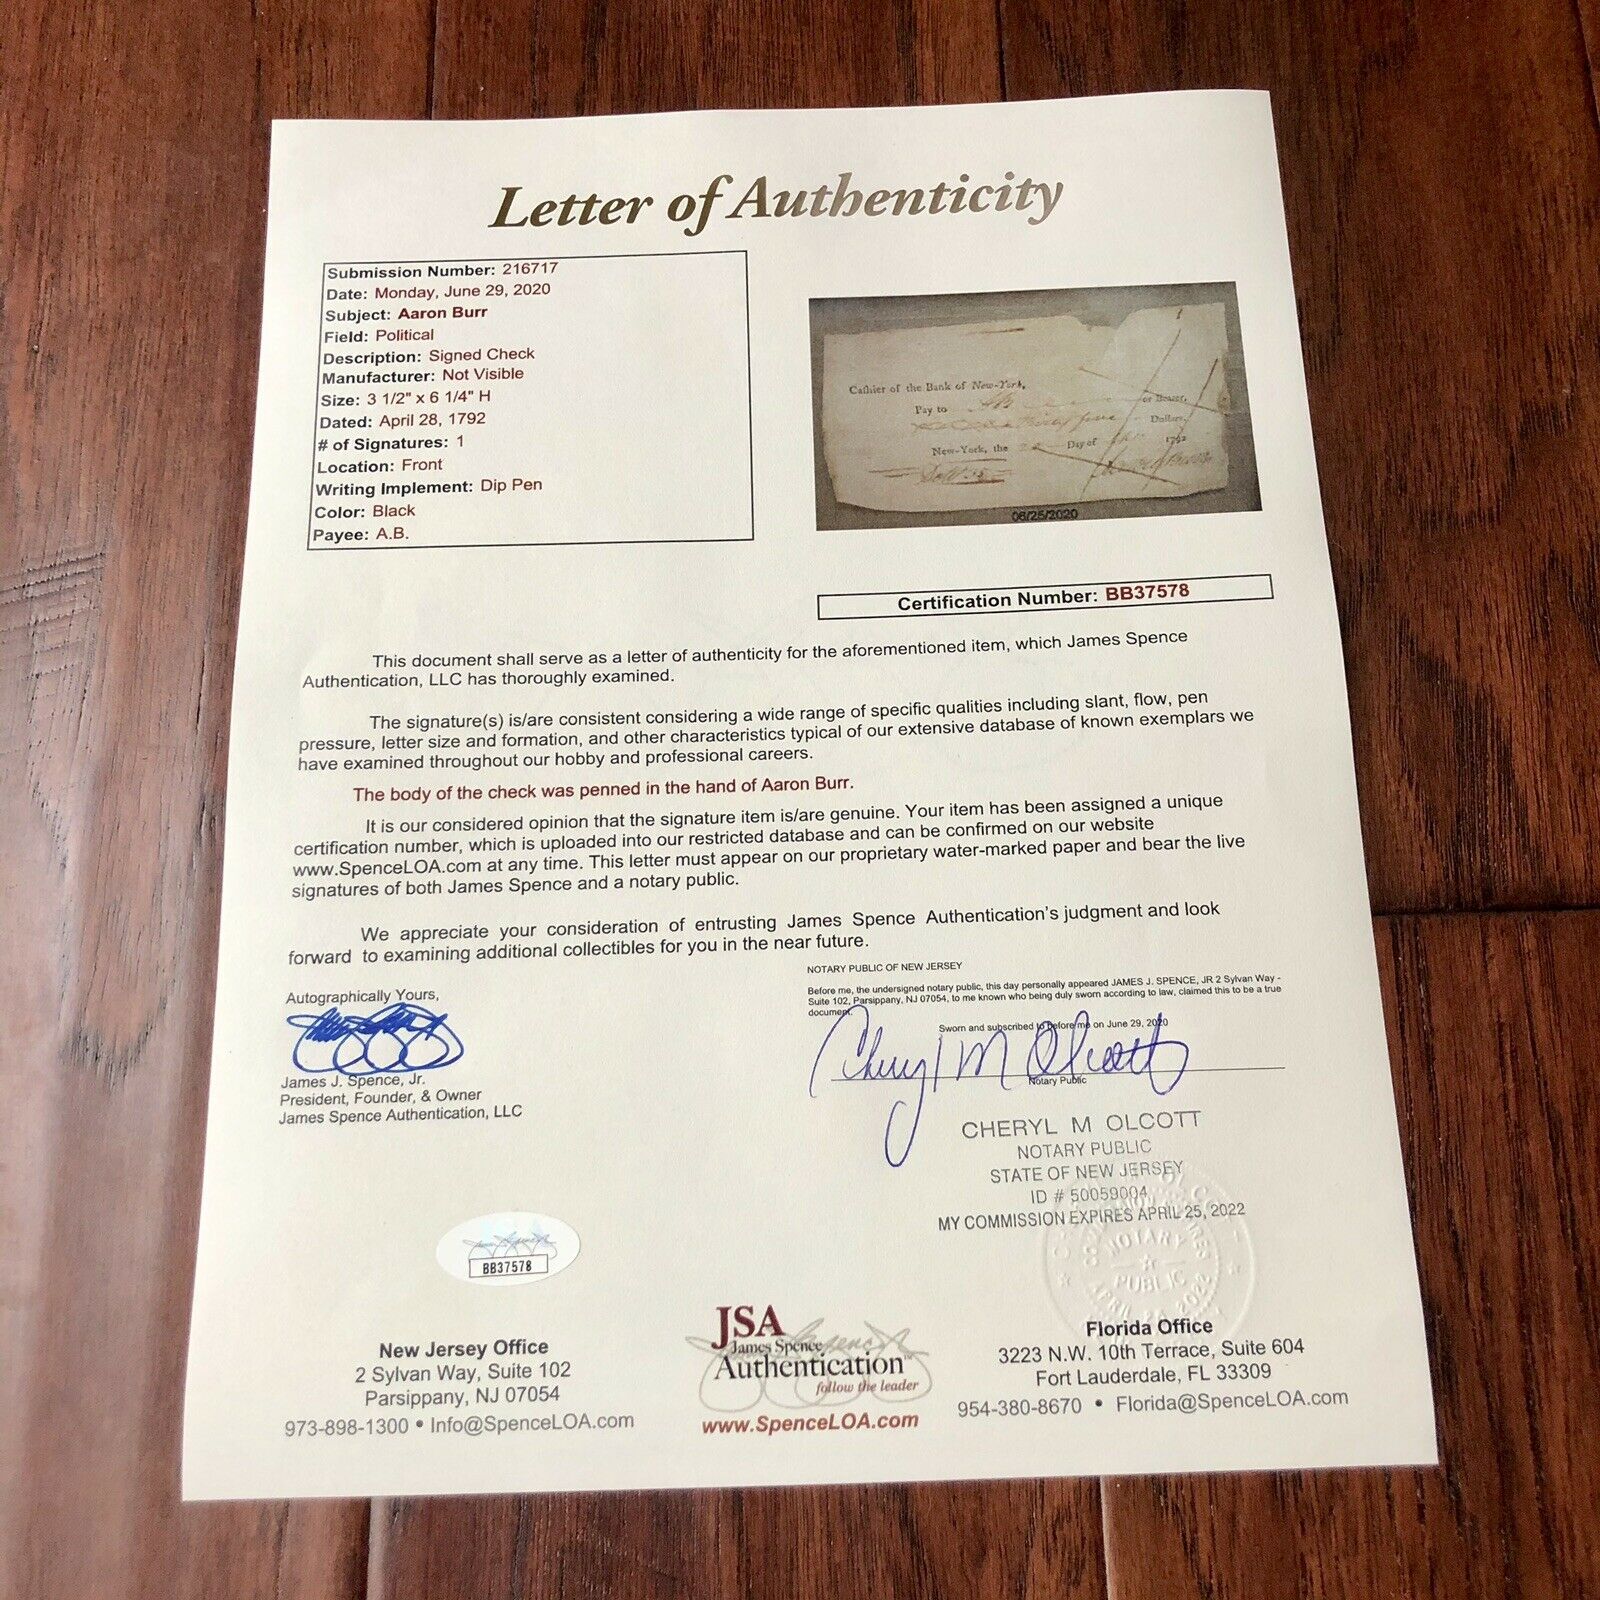 Letter of Authenticity
Submission Number: 216717
Date: Monday, June 29, 2020
Subject: Aaron Burr
Field: Political
Description: Signed Check
Manufacturer: Not Visible
Size: 3 1/2" x 6 1/4" H
Dated: April 28, 1792
# of Signatures: 1
Location: Front
Writing Implement: Dip Pen
Color: Black
Payee: A.B.
Cashier of the Bank of New-York,
Pay to or Bearer,
Dollars,
New-York, the Day of 1792
06/25/2020
Certification Number: BB37578
This document shall serve as a letter of authenticity for the aforementioned item, which James Spence
Authentication, LLC has thoroughly examined.
The signature(s) is/are consistent considering a wide range of specific qualities including slant, flow, pen
pressure, letter size and formation, and other characteristics typical of our extensive database of known exemplars we
have examined throughout our hobby and professional careers.
The body of the check was penned in the hand of Aaron Burr.
It is our considered opinion that the signature item is/are genuine. Your item has been assigned a unique
certification number, which is uploaded into our restricted database and can be confirmed on our website
www.SpenceLOA.com at any time. This letter must appear on our proprietary water-marked paper and bear the live
signatures of both James Spence and a notary public.
We appreciate your consideration of entrusting James Spence Authentication's judgment and look
forward to examining additional collectibles for you in the near future.
NOTARY PUBLIC OF NEW JERSEY
Before me, the undersigned notary public, this day personally appeared JAMES J. SPENCE, JR 2 Sylvan Way -
Suite 102, Parsippany, NJ 07054, to me known who being duly sworn according to law, claimed this to be a true
document.
Sworn and subscribed to before me on June 29, 2020
Cheryl M Olcott
Notary Public
Autographically Yours,
James J. Spence, Jr.
President, Founder, & Owner
James Spence Authentication, LLC
CHERYL M OLCOTT
NOTARY PUBLIC
STATE OF NEW JERSEY
ID # 50059004
MY COMMISSION EXPIRES APRIL 25, 2022
NOTARY
PUBLIC
BB37578
New Jersey Office
2 Sylvan Way, Suite 102
Parsippany, NJ 07054
973-898-1300 • Info@SpenceLOA.com
JSA
James Spence
Authentication
follow the leader
www.SpenceLOA.com
Florida Office
3223 N.W. 10th Terrace, Suite 604
Fort Lauderdale, FL 33309
954-380-8670 • Florida@SpenceLOA.com